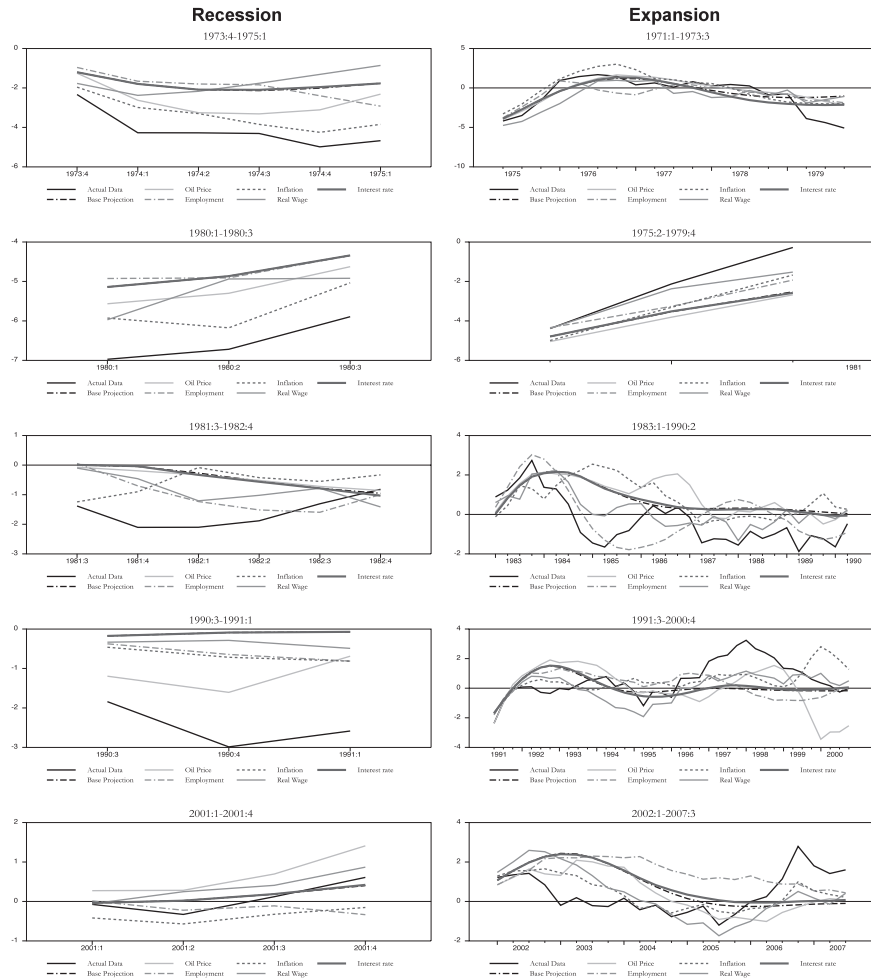 Recession
Expansion
1973:4-1975:1
0
-2
-4
-6
1973:4 1974:1 1974:2 1974:3 1974:4 1975:1
Actual Data Oil Price Inflation Interest rate
Base Projection Employment Real Wage
1971:1-1973:3
5
0
-5
-10
1975 1976 1977 1978 1979
Actual Data Oil Price Inflation Interest rate
Base Projection Employment Real Wage
1980:1-1980:3
-4
-5
-6
-7
1980:1 1980:2 1980:3
Actual Data Oil Price Inflation Interest rate
Base Projection Employment Real Wage
1975:2-1979:4
0
-2
-4
-6
1981
Actual Data Oil Price Inflation Interest rate
Base Projection Employment Real Wage
1981:3-1982:4
1
0
-1
-2
-3
1981:3 1981:4 1982:1 1982:2 1982:3 1982:4
Actual Data Oil Price Inflation Interest rate
Base Projection Employment Real Wage
1983:1-1990:2
4
2
0
-2
1983 1984 1985 1986 1987 1988 1989 1990
Actual Data Oil Price Inflation Interest rate
Base Projection Employment Real Wage
1990:3-1991:1
0
-1
-2
-3
1990:3 1990:4 1991:1
Actual Data Oil Price Inflation Interest rate
Base Projection Employment Real Wage
1991:3-2000:4
4
2
0
-2
-4
1991 1992 1993 1994 1995 1996 1997 1998 1999 2000
Actual Data Oil Price Inflation Interest rate
Base Projection Employment Real Wage
2001:1-2001:4
2
1
0
-1
2001:1 2001:2 2001:3 2001:4
Actual Data Oil Price Inflation Interest rate
Base Projection Employment Real Wage
2002:1-2007:3
4
2
0
-2
2002 2003 2004 2005 2006 2007
Actual Data Oil Price Inflation Interest rate
Base Projection Employment Real Wage